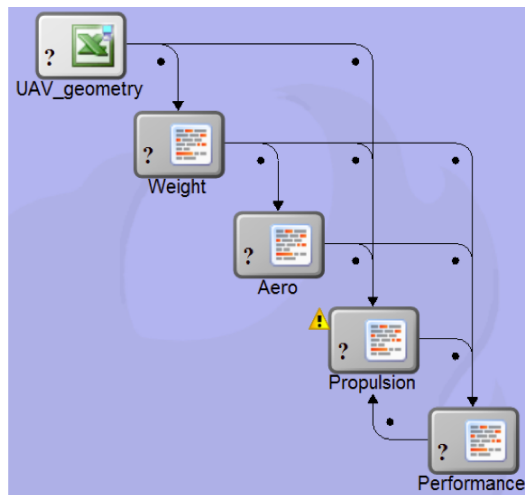 ?
UAV_geometry
?
Weight
?
Aero
?
Propulsion
?
Performance